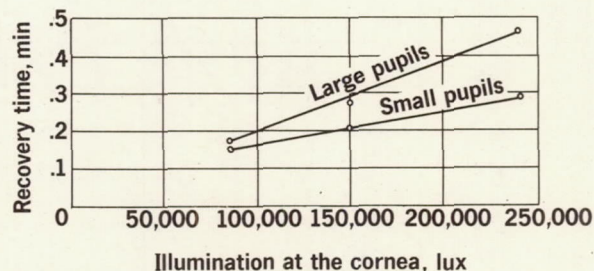 .5
.4
.3
.2
.1
0
Recovery time, min
Large pupils
Small pupils
0 50,000 100,000 150,000 200,000 250,000
Illumination at the cornea, lux